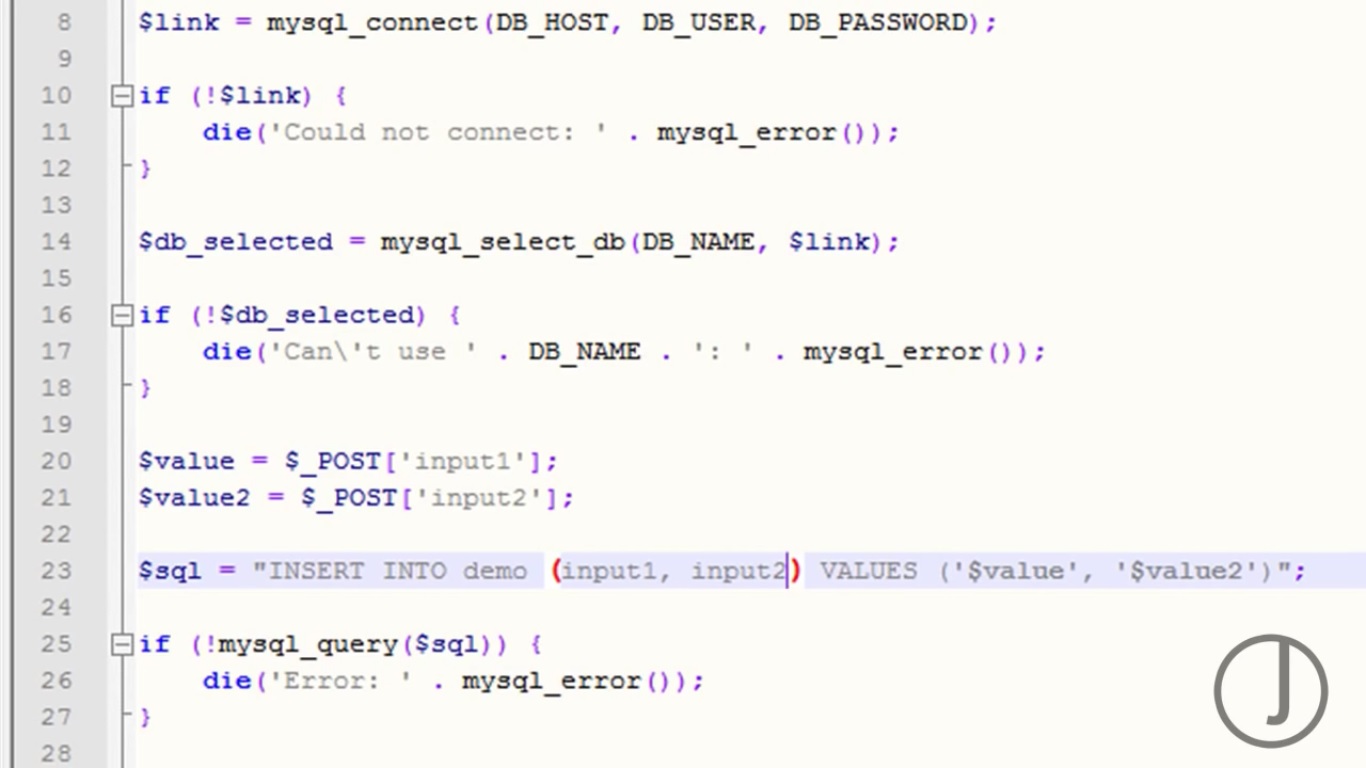 8 $link = mysql_connect(DB_HOST, DB_USER, DB_PASSWORD);
9
10 if (!$link) {
11 die('Could not connect: ' . mysql_error());
12 }
13
14 $db_selected = mysql_select_db(DB_NAME, $link);
15
16 if (!$db_selected) {
17 die('Can\'t use ' . DB_NAME . ': ' . mysql_error());
18 }
19
20 $value = $_POST['input1'];
21 $value2 = $_POST['input2'];
22
23 $sql = "INSERT INTO demo (input1, input2) VALUES ('$value', '$value2')";
24
25 if (!mysql_query($sql)) {
26 die('Error: ' . mysql_error());
27 }
28
J